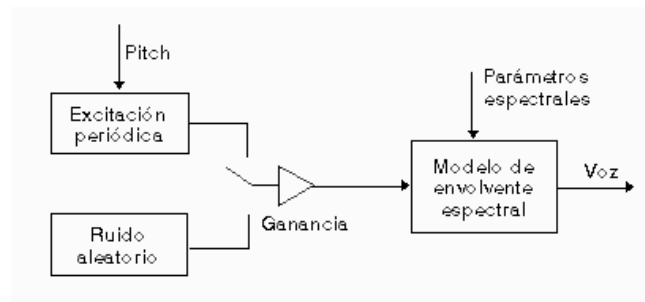 Pitch
Excitación
periódica
Parámetros
espectrales
Modelo de
envolvente
espectral
Voz
Ganancia
Ruido
aleatorio